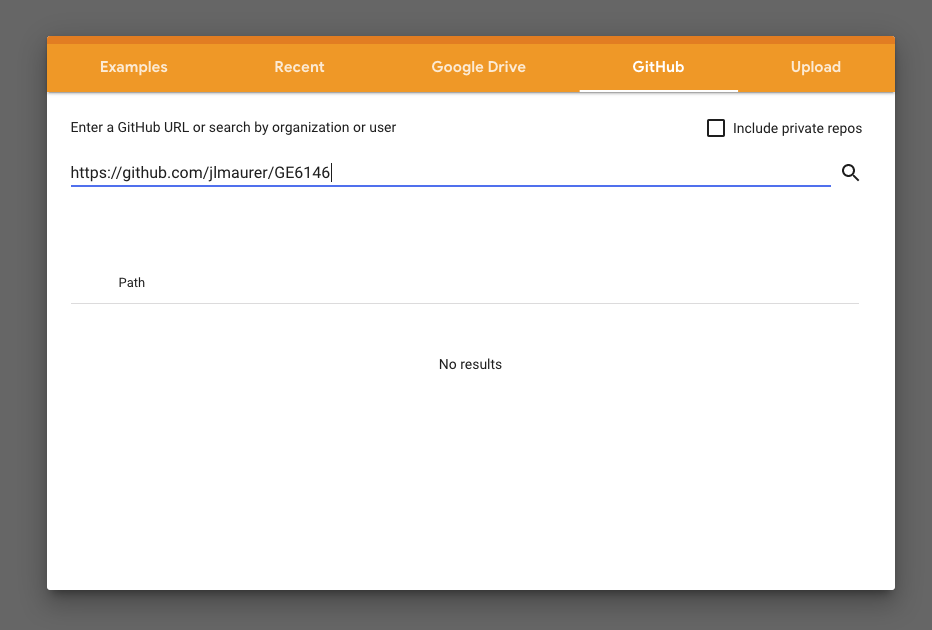 Examples Recent Google Drive GitHub Upload
Enter a GitHub URL or search by organization or user Include private repos
https://github.com/jlmaurer/GE6146
Path
No results